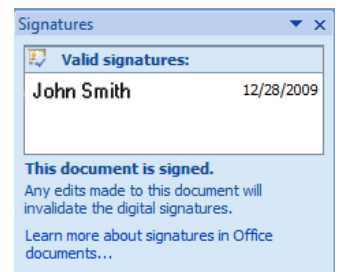 Signatures
Valid signatures:
John Smith 12/28/2009
This document is signed.
Any edits made to this document will
invalidate the digital signatures.
Learn more about signatures in Office
documents...